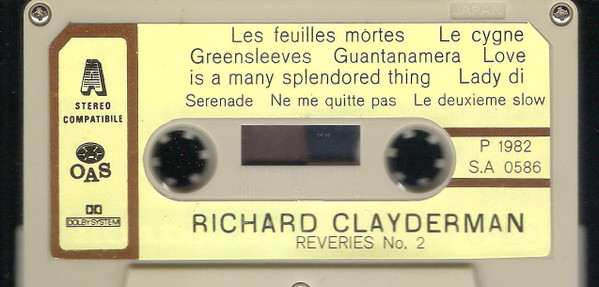 JAPAN
Les feuilles mòrtes Le cygne
Greensleeves Guantanamera Love
is a many splendored thing Lady di
Serenade Ne me quitte pas Le deuxieme slow
A
STEREO
COMPATIBILE
OAS
DOLBY SYSTEM
P 1982
S.A 0586
RICHARD CLAYDERMAN
REVERIES No. 2